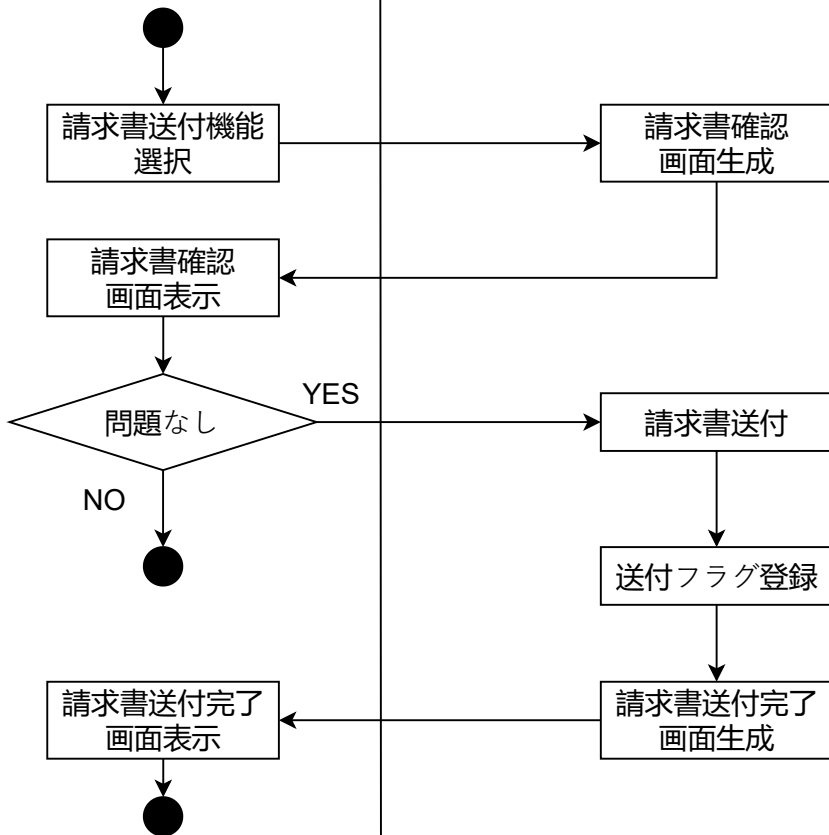 請求書送付機能
選択
請求書確認
画面生成
請求書確認
画面表示
問題なし
YES
NO
請求書送付
送付フラグ登録
請求書送付完了
画面生成
請求書送付完了
画面表示